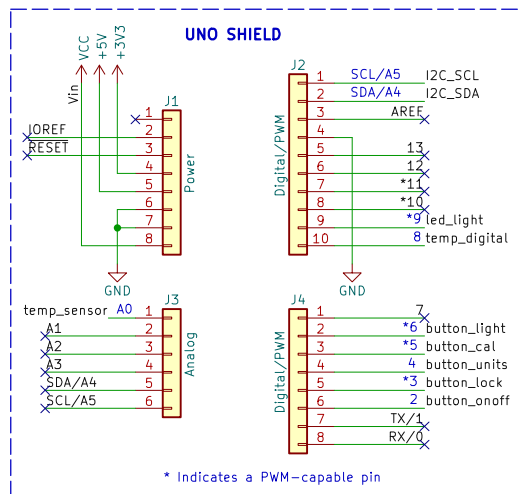 UNO SHIELD
VCC
+5V
+3V3
Vin
J1
1
IOREF
2
RESET
3
4
5
6
7
8
Power
GND
J2
1 SCL/A5 I2C_SCL
2 SDA/A4 I2C_SDA
3 AREF
4
5 13
6 12
7 *11
8 *10
9 *9 led_light
10 8 temp_digital
Digital/PWM
GND
J3
temp_sensor A0 1
A1 2
A2 3
A3 4
SDA/A4 5
SCL/A5 6
Analog
J4
1 7
2 *6 button_light
3 *5 button_cal
4 4 button_units
5 *3 button_lock
6 2 button_onoff
7 TX/1
8 RX/0
Digital/PWM
* Indicates a PWM-capable pin